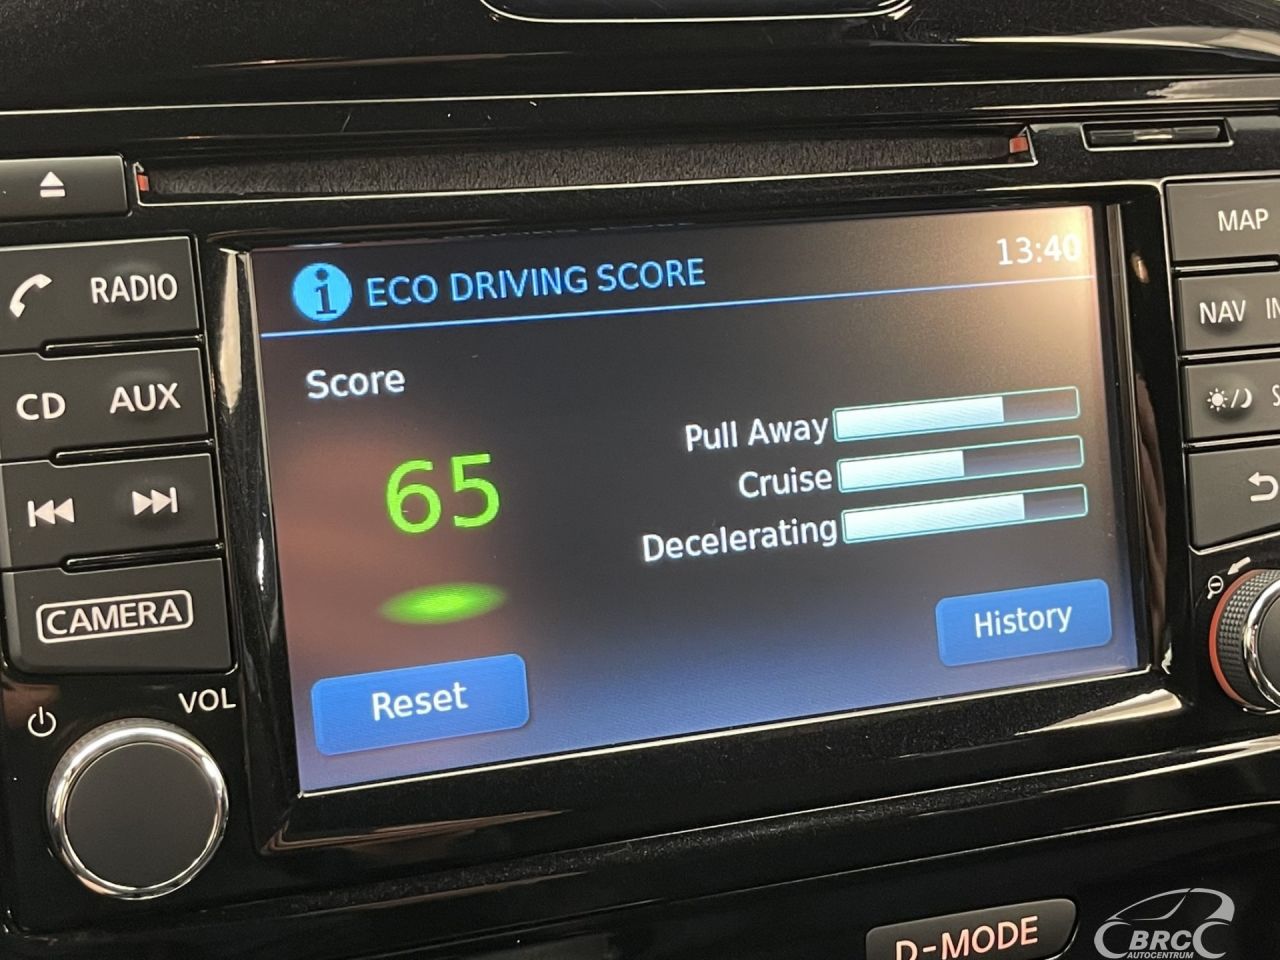 MAP
RADIO
NAV
CD AUX
CAMERA
VOL
ECO DRIVING SCORE
13:40
Score
65
Pull Away
Cruise
Decelerating
History
Reset
D-MODE
BRC
AUTOCENTRUM